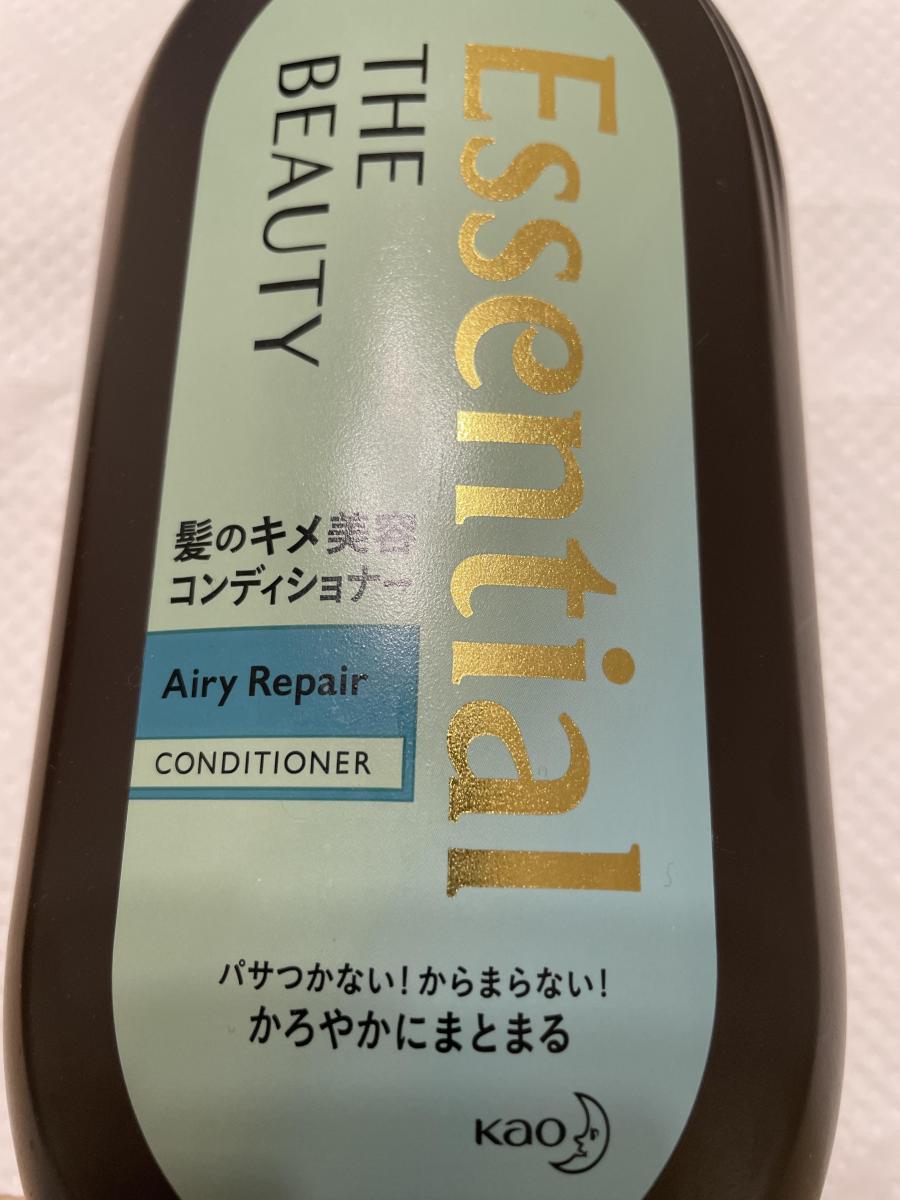 Essential
THE
BEAUTY
髪のキメ美容
コンディショナー
Airy Repair
CONDITIONER
パサつかない!からまらない!
かろやかにまとまる
Kao